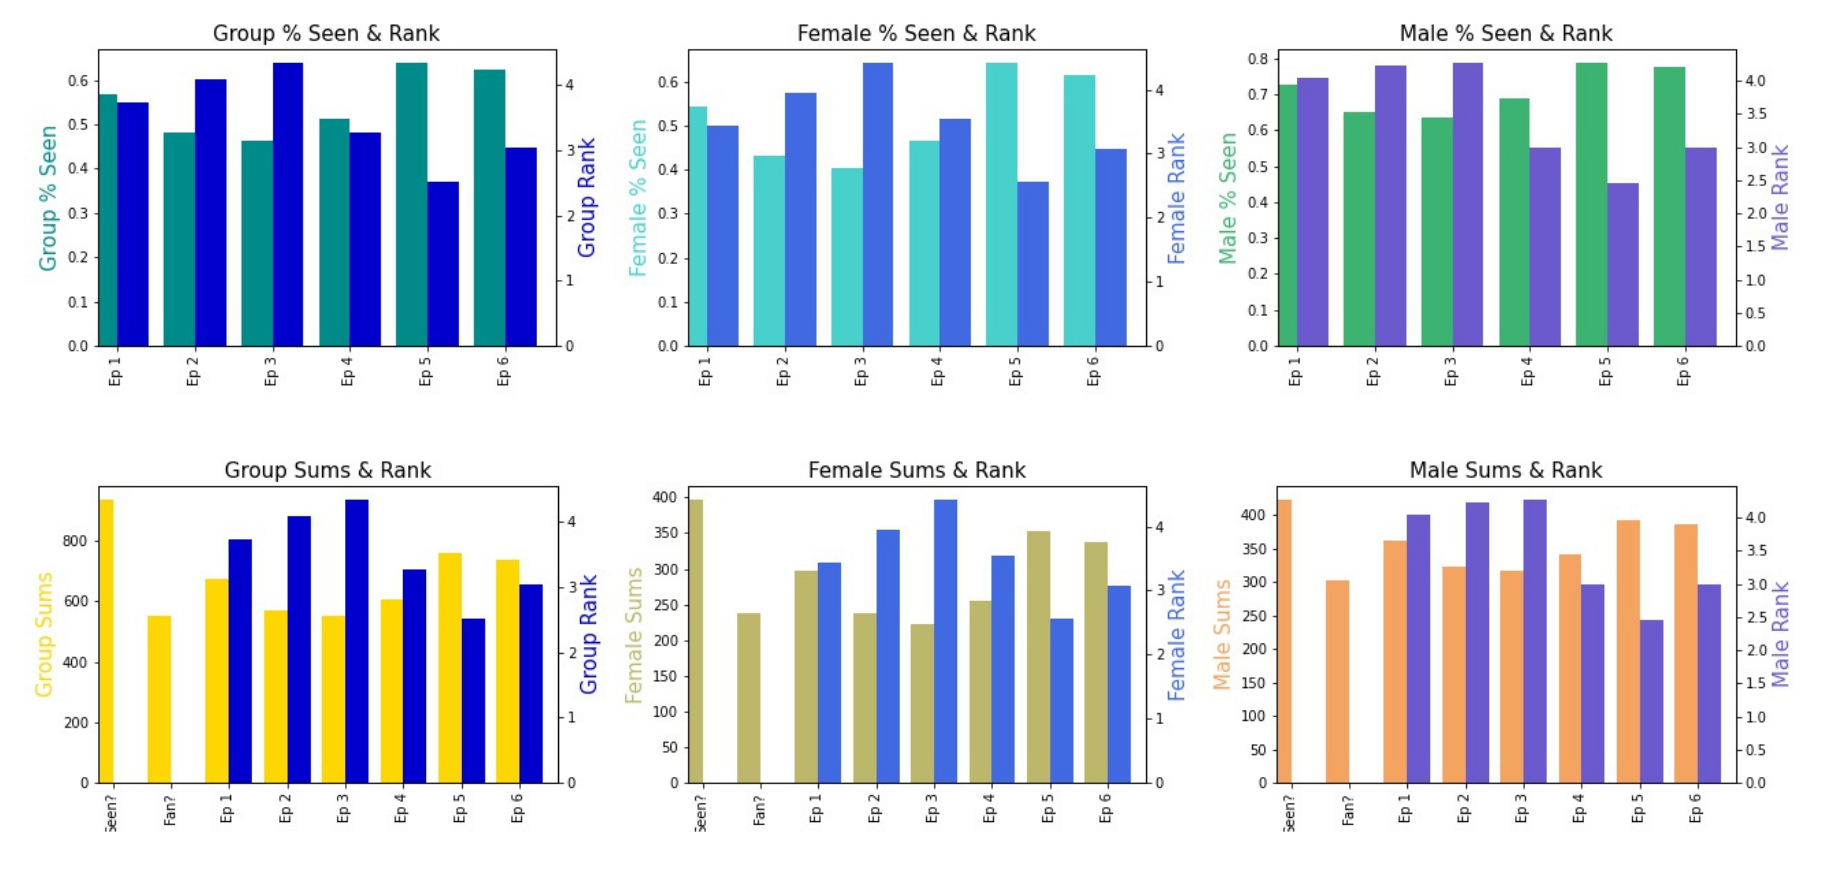 Group % Seen & Rank
Female % Seen & Rank
Male % Seen & Rank
Group % Seen
0.6
0.5
0.4
0.3
0.2
0.1
0.0
4
3
2
1
0
Group Rank
Ep 1
Ep 2
Ep 3
Ep 4
Ep 5
Ep 6
Female % Seen
0.6
0.5
0.4
0.3
0.2
0.1
0.0
4
3
2
1
0
Female Rank
Ep 1
Ep 2
Ep 3
Ep 4
Ep 5
Ep 6
Male % Seen
0.8
0.7
0.6
0.5
0.4
0.3
0.2
0.1
0.0
4.0
3.5
3.0
2.5
2.0
1.5
1.0
0.5
0.0
Male Rank
Ep 1
Ep 2
Ep 3
Ep 4
Ep 5
Ep 6
Group Sums & Rank
Female Sums & Rank
Male Sums & Rank
Group Sums
800
600
400
200
0
4
3
2
1
0
Group Rank
Seen?
Fan?
Ep 1
Ep 2
Ep 3
Ep 4
Ep 5
Ep 6
Female Sums
400
350
300
250
200
150
100
50
0
4
3
2
1
0
Female Rank
Seen?
Fan?
Ep 1
Ep 2
Ep 3
Ep 4
Ep 5
Ep 6
Male Sums
400
350
300
250
200
150
100
50
0
4.0
3.5
3.0
2.5
2.0
1.5
1.0
0.5
0.0
Male Rank
Seen?
Fan?
Ep 1
Ep 2
Ep 3
Ep 4
Ep 5
Ep 6